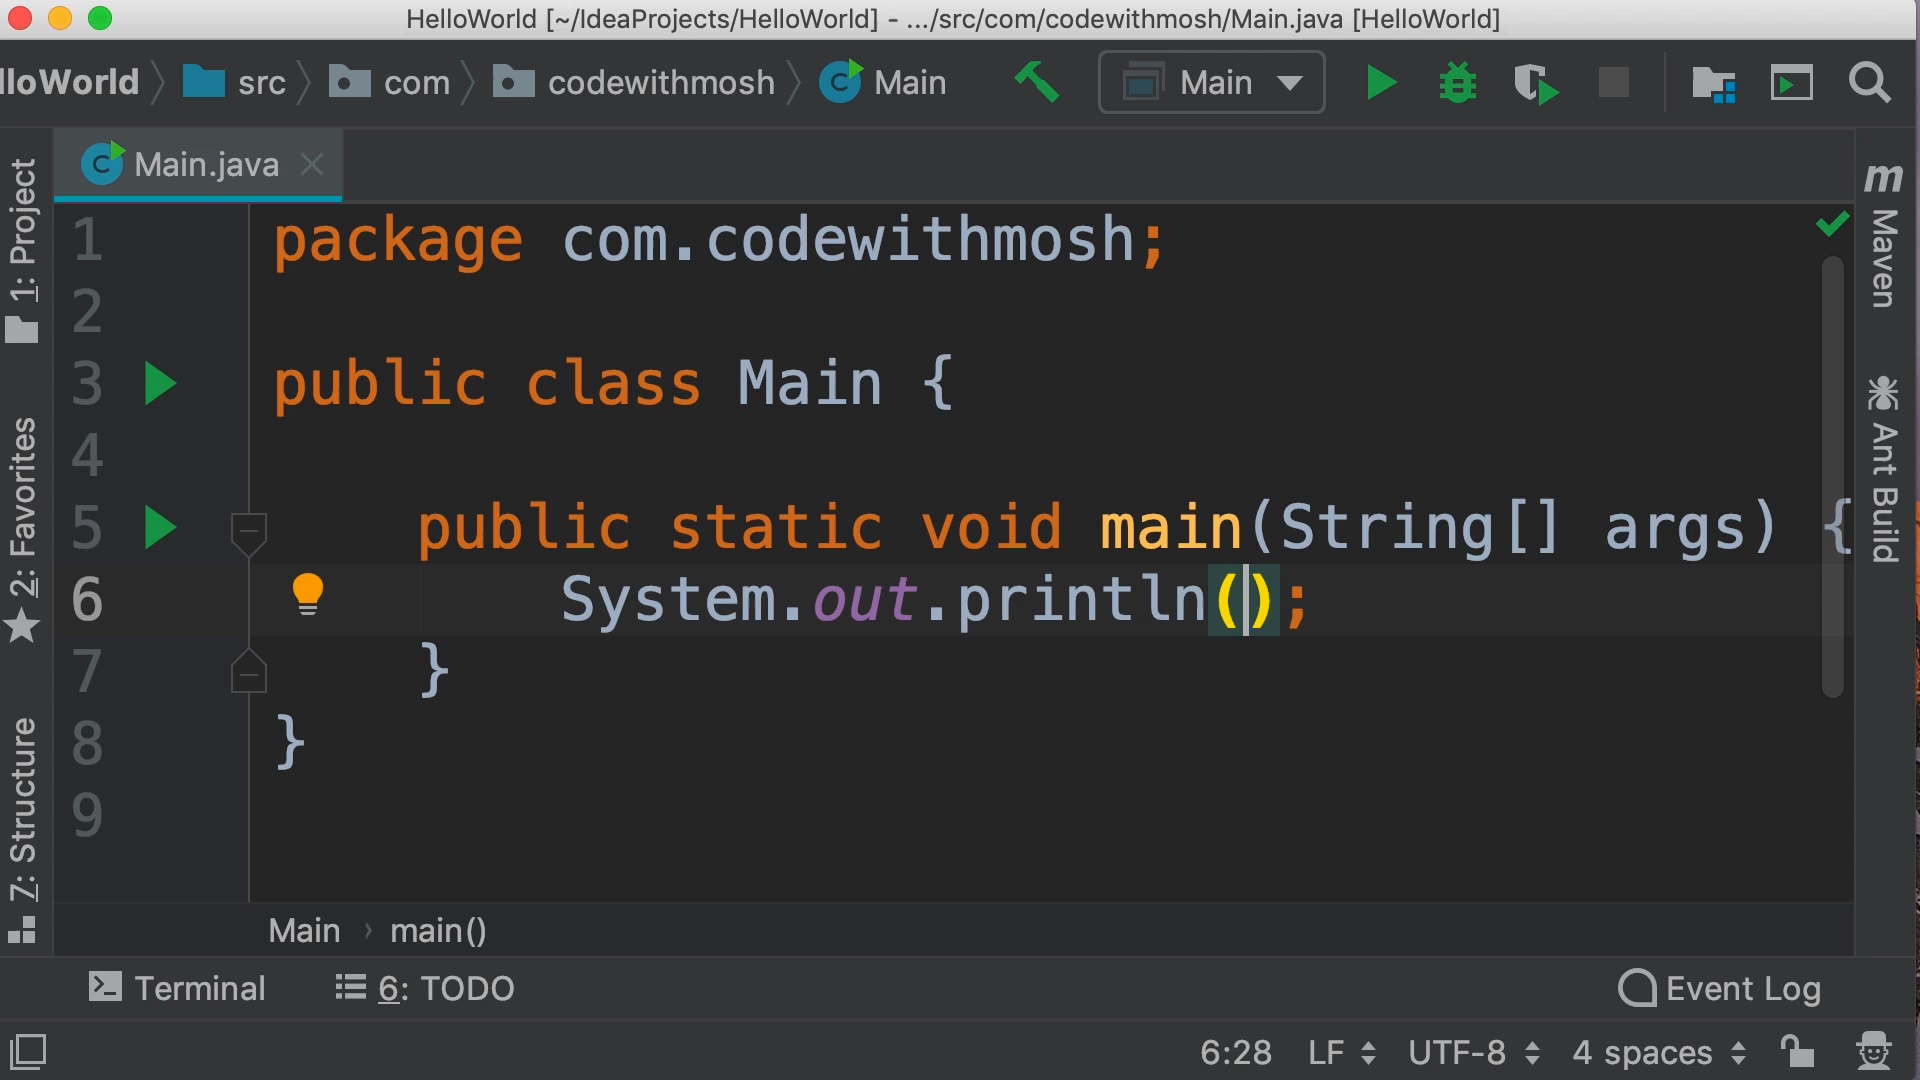 HelloWorld [~/IdeaProjects/HelloWorld] - .../src/com/codewithmosh/Main.java [HelloWorld]
lloWorld src com codewithmosh Main Main
1: Project
2: Favorites
7: Structure
Main.java
1 package com.codewithmosh;
2
3 public class Main {
4
5     public static void main(String[] args) {
6         System.out.println();
7     }
8 }
9
m Maven
Ant Build
Main › main()
Terminal 6: TODO Event Log
6:28 LF UTF-8 4 spaces